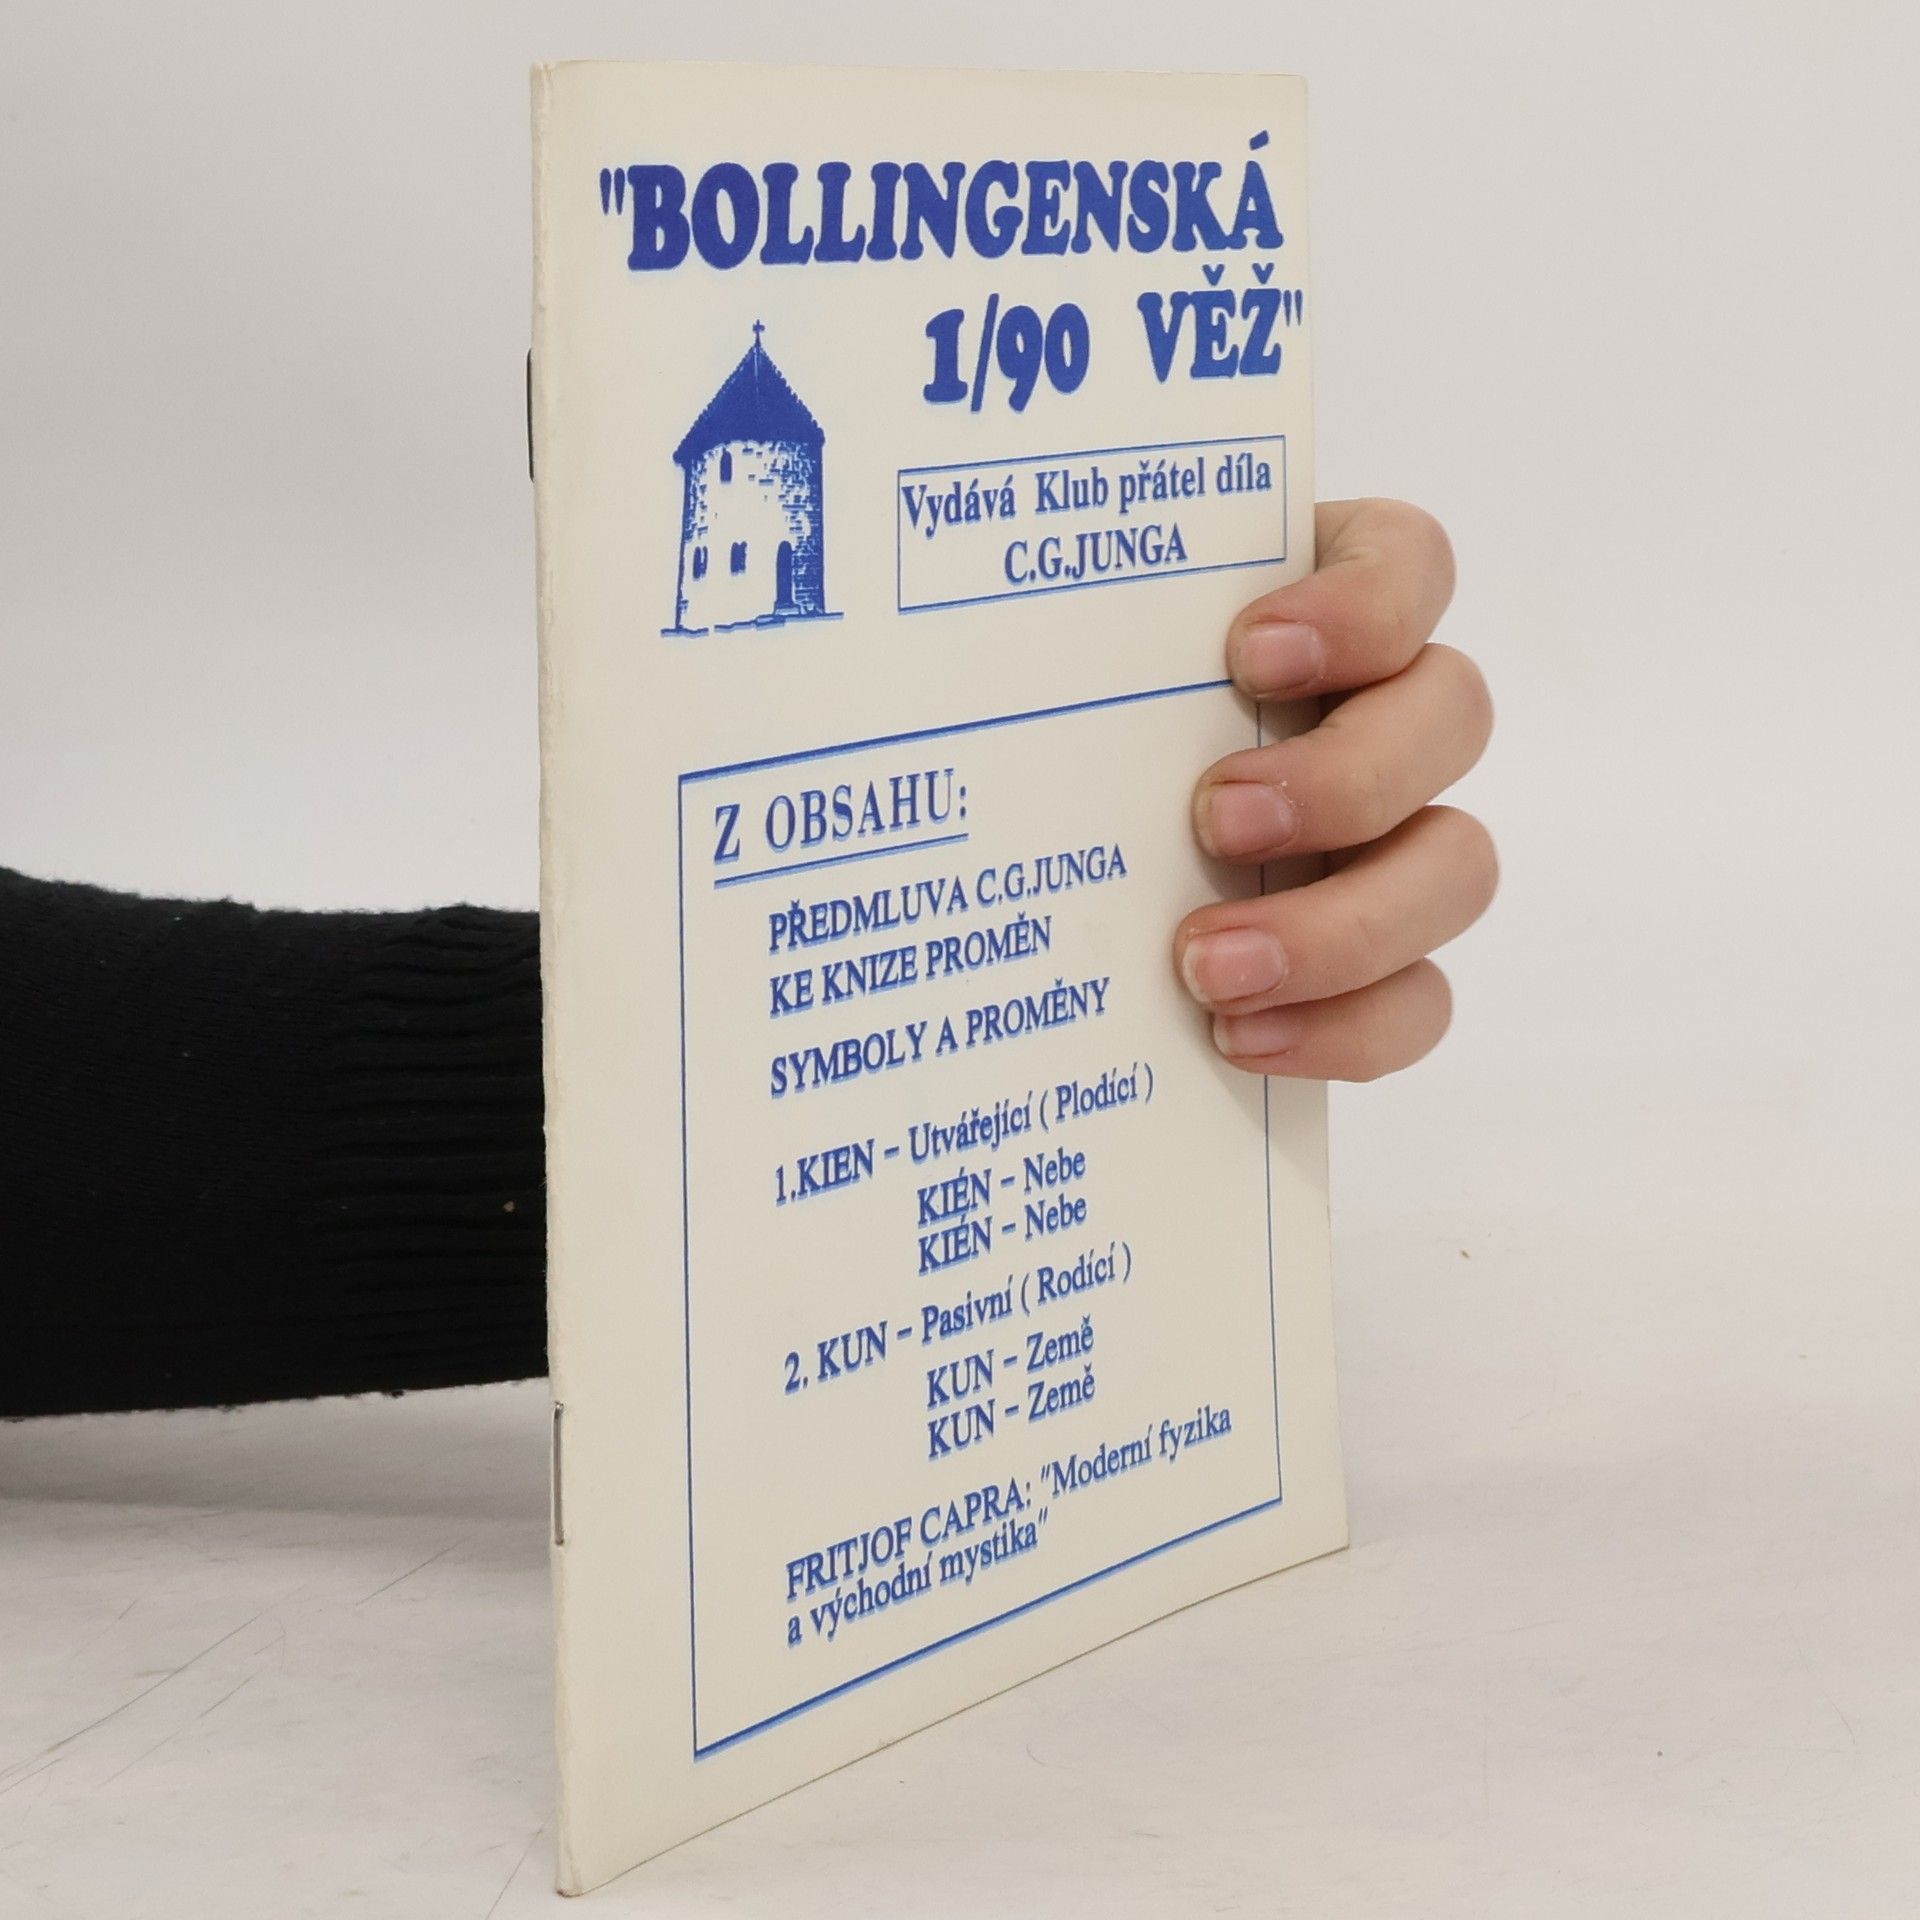 "BOLLINGENSKÁ
1/90 VĚŽ"
Vydává Klub přátel díla
C.G.JUNGA
Z OBSAHU:
PŘEDMLUVA C.G.JUNGA
KE KNIZE PROMĚN
SYMBOLY A PROMĚNY
1.KIEN – Utvářející ( Plodící )
KIÉN – Nebe
KIÉN – Nebe
2. KUN – Pasivní ( Rodící )
KUN – Země
KUN – Země
FRITJOF CAPRA: "Moderní fyzika
a východní mystika"